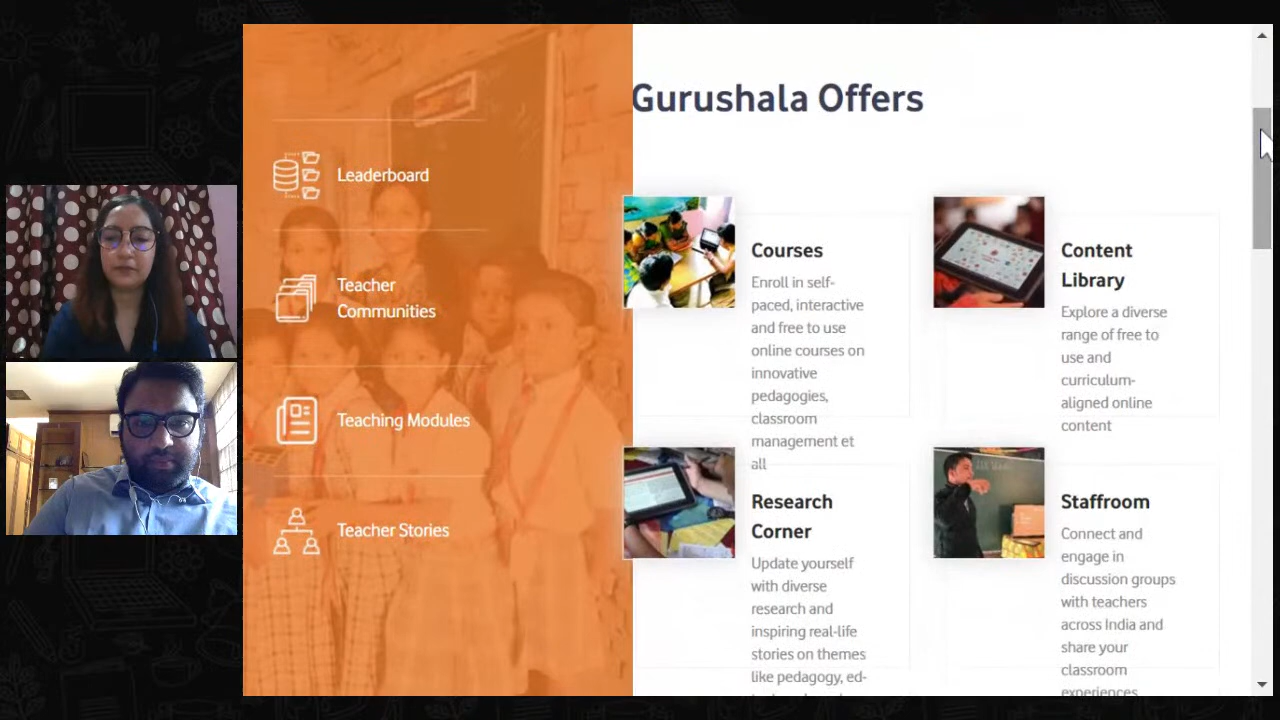 Gurushala Offers
Leaderboard
Teacher
Communities
Teaching Modules
Teacher Stories
Courses
Enroll in self-
paced, interactive
and free to use
online courses on
innovative
pedagogies,
classroom
management et
all
Content
Library
Explore a diverse
range of free to
use and
curriculum-
aligned online
content
Research
Corner
Update yourself
with diverse
research and
inspiring real-life
stories on themes
like pedagogy, ed-
Staffroom
Connect and
engage in
discussion groups
with teachers
across India and
share your
classroom
experiences